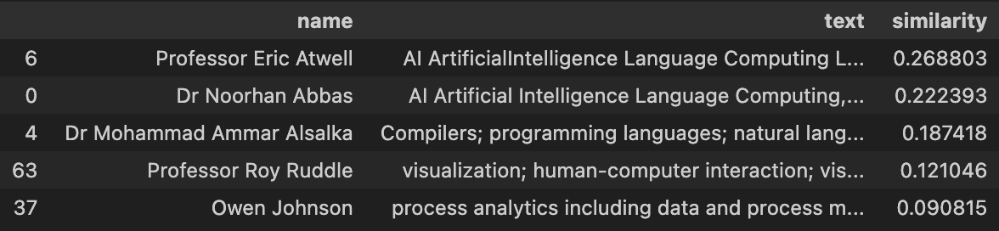 name text similarity
6 Professor Eric Atwell AI ArtificialIntelligence Language Computing L... 0.268803
0 Dr Noorhan Abbas AI Artificial Intelligence Language Computing,... 0.222393
4 Dr Mohammad Ammar Alsalka Compilers; programming languages; natural lang... 0.187418
63 Professor Roy Ruddle visualization; human-computer interaction; vis... 0.121046
37 Owen Johnson process analytics including data and process m... 0.090815